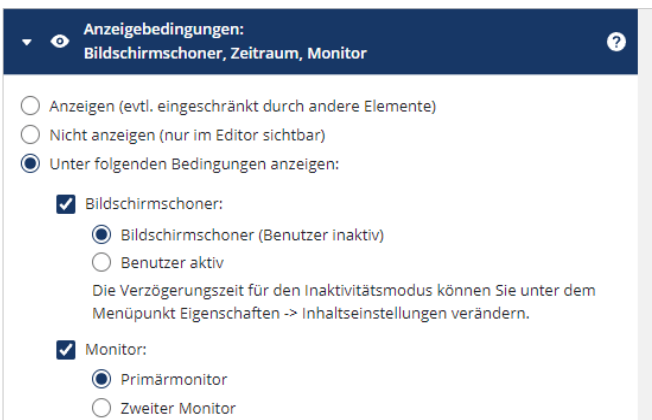 Anzeigebedingungen:
Bildschirmschoner, Zeitraum, Monitor
?
Anzeigen (evtl. eingeschränkt durch andere Elemente)
Nicht anzeigen (nur im Editor sichtbar)
Unter folgenden Bedingungen anzeigen:
Bildschirmschoner:
Bildschirmschoner (Benutzer inaktiv)
Benutzer aktiv
Die Verzögerungszeit für den Inaktivitätsmodus können Sie unter dem
Menüpunkt Eigenschaften -> Inhaltseinstellungen verändern.
Monitor:
Primärmonitor
Zweiter Monitor